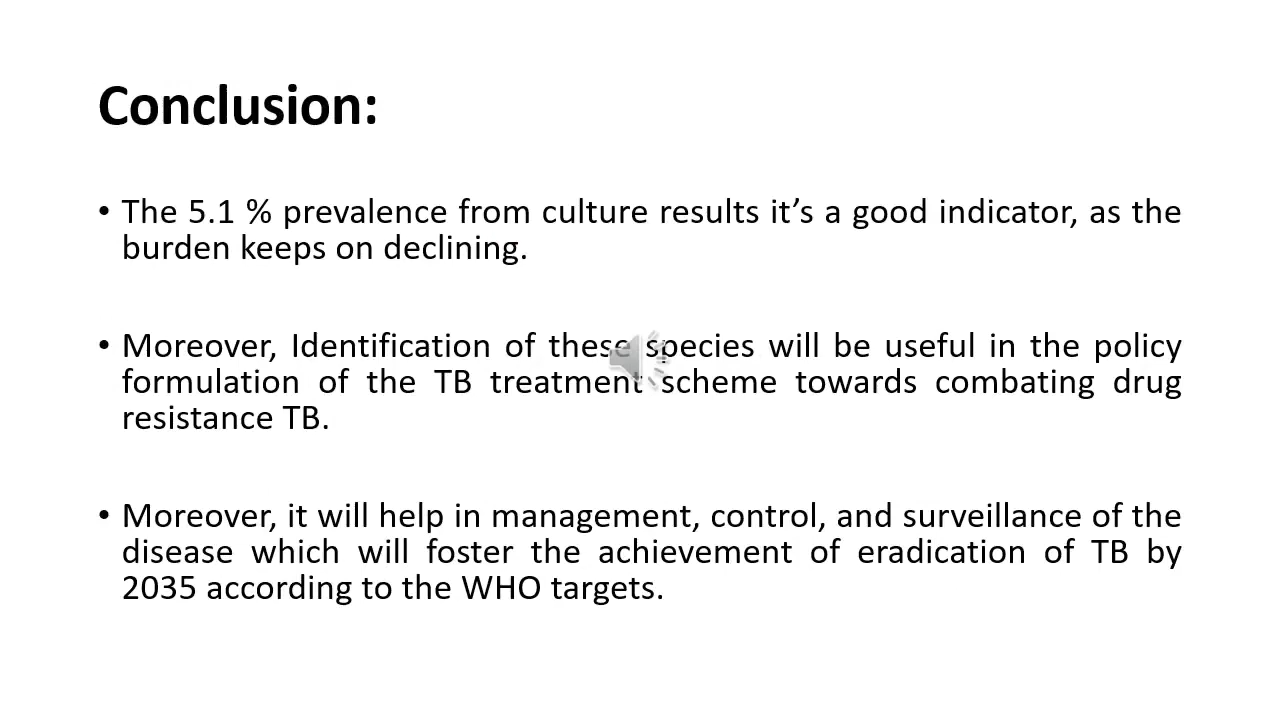 Conclusion:
• The 5.1 % prevalence from culture results it’s a good indicator, as the
burden keeps on declining.
• Moreover, Identification of these species will be useful in the policy
formulation of the TB treatment scheme towards combating drug
resistance TB.
• Moreover, it will help in management, control, and surveillance of the
disease which will foster the achievement of eradication of TB by
2035 according to the WHO targets.